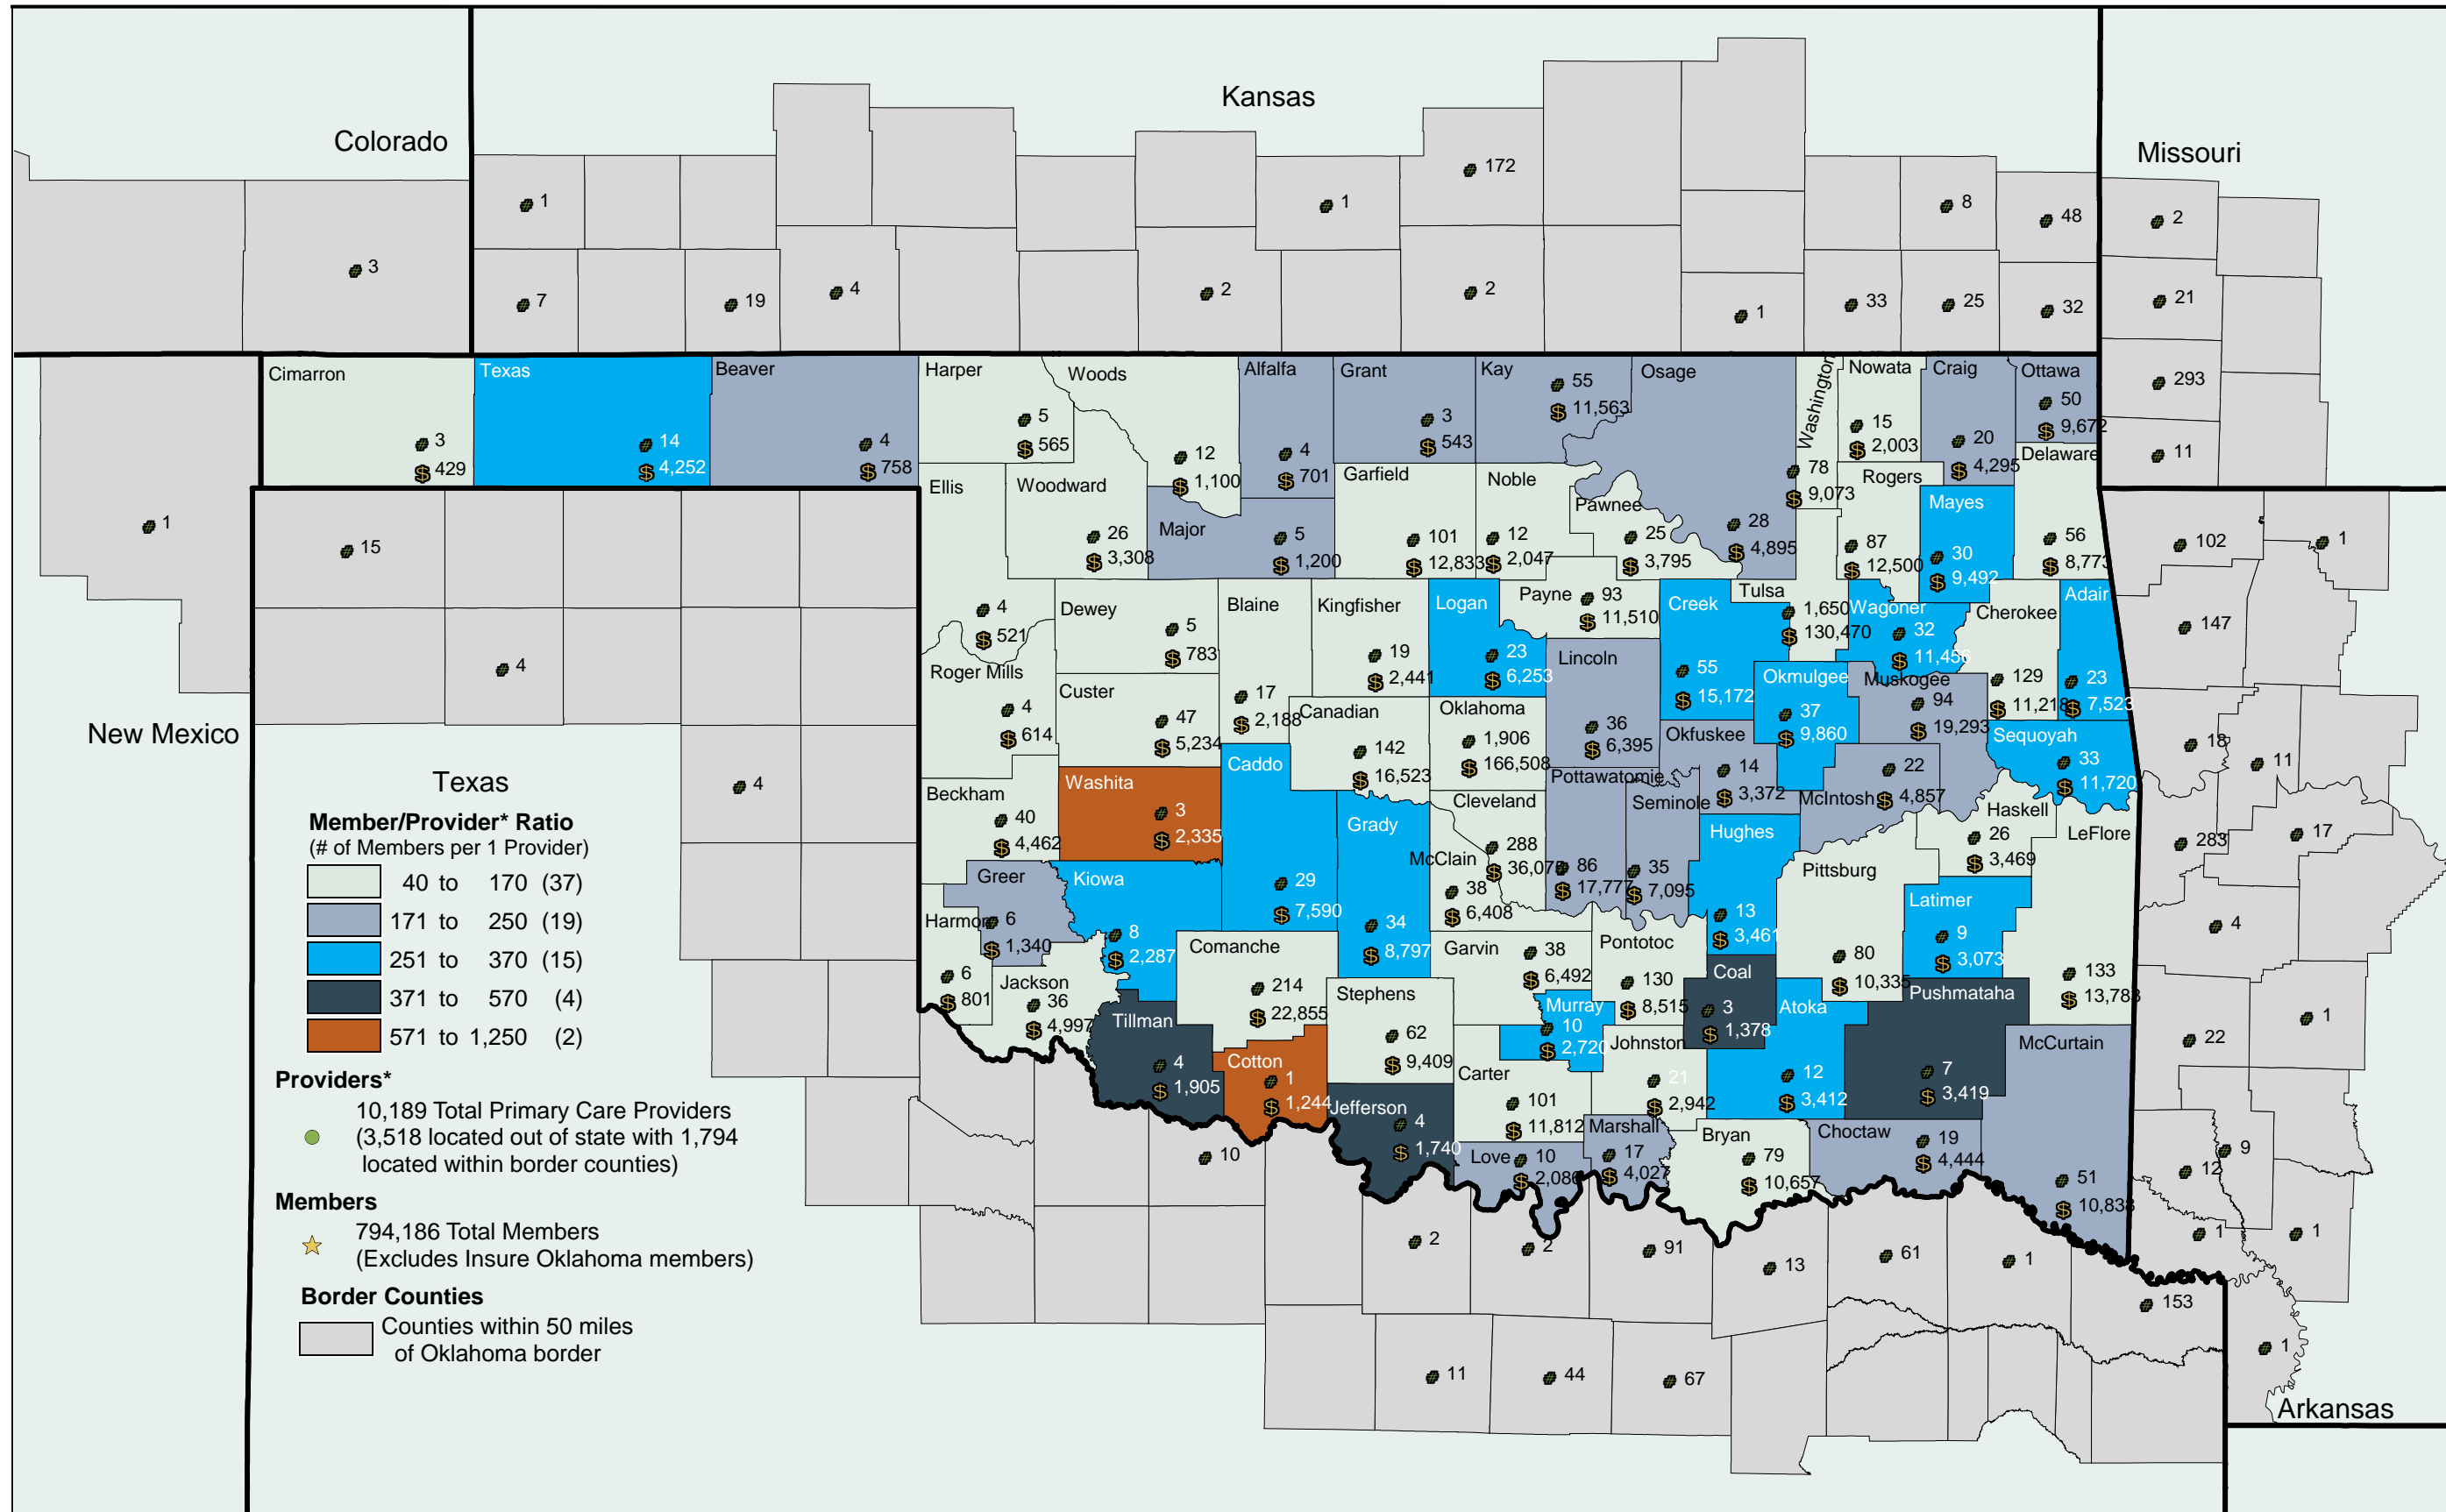 Kansas
Colorado
Missouri
172
1
1
8
48
2
3
7
19
4
2
2
1
33
25
32
21
293
11
Cimarron
3
429
Texas
14
4,252
Beaver
4
758
Harper
5
565
Woods
12
1,100
Alfalfa
4
701
Grant
3
543
Kay
55
11,563
Osage
28
4,895
Washington
78
9,073
Nowata
15
2,003
Craig
20
4,295
Ottawa
50
9,672
Delaware
56
8,773
Ellis
4
521
Woodward
26
3,308
Major
5
1,200
Garfield
101
12,833
Noble
12
2,047
Pawnee
25
3,795
Rogers
87
12,500
Mayes
30
9,492
Dewey
5
783
Blaine
17
2,188
Kingfisher
19
2,441
Logan
23
6,253
Payne
93
11,510
Creek
55
15,172
Tulsa
1,650
130,470
Wagoner
32
11,456
Cherokee
129
11,218
Adair
23
7,523
Roger Mills
4
614
Custer
47
5,234
Canadian
142
16,523
Oklahoma
1,906
166,508
Lincoln
36
6,395
Okfuskee
14
3,372
Okmulgee
37
9,860
Muskogee
94
19,293
Sequoyah
33
11,720
Beckham
40
4,462
Washita
3
2,335
Caddo
29
7,590
Grady
34
8,797
Cleveland
288
36,075
McClain
38
6,408
Pottawatomie
86
17,777
Seminole
35
7,095
Hughes
13
3,461
McIntosh
22
4,857
Haskell
26
3,469
LeFlore
133
13,783
Pittsburg
80
10,335
Latimer
9
3,073
Greer
6
1,340
Kiowa
8
2,287
Harmon
6
801
Jackson
36
4,997
Comanche
214
22,855
Stephens
62
9,409
Garvin
38
6,492
Pontotoc
130
8,515
Coal
3
1,378
Atoka
12
3,412
Pushmataha
7
3,419
McCurtain
51
10,838
Tillman
4
1,905
Cotton
1
1,244
Jefferson
4
1,740
Murray
10
2,720
Johnston
21
2,942
Carter
101
11,812
Love
10
2,086
Marshall
17
4,027
Bryan
79
10,657
Choctaw
19
4,444
1
15
4
4
102
1
147
18
11
283
17
4
22
1
9
12
1
1
10
2
2
91
13
61
1
153
1
11
44
67
New Mexico
Texas
Arkansas
Member/Provider* Ratio
(# of Members per 1 Provider)
40 to 170 (37)
171 to 250 (19)
251 to 370 (15)
371 to 570 (4)
571 to 1,250 (2)
Providers*
10,189 Total Primary Care Providers
(3,518 located out of state with 1,794
located within border counties)
Members
794,186 Total Members
(Excludes Insure Oklahoma members)
Border Counties
Counties within 50 miles
of Oklahoma border